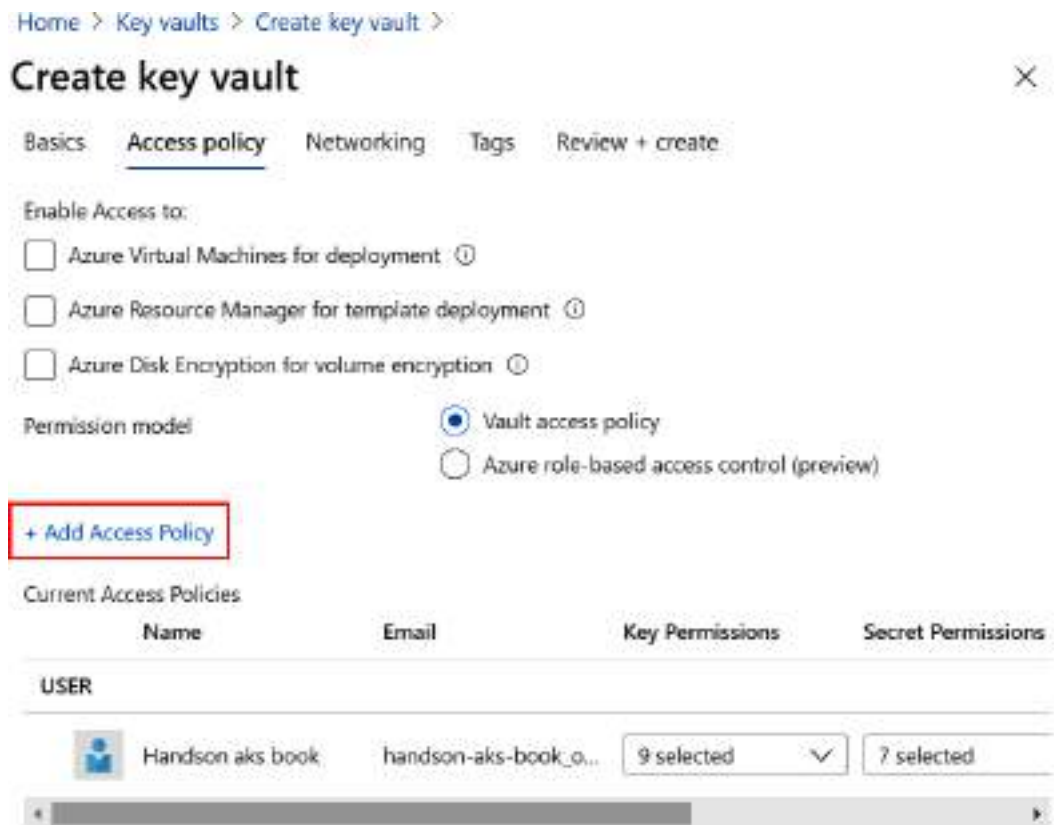 Home > Key vaults > Create key vault >
Create key vault
Basics Access policy Networking Tags Review + create
Enable Access to:
Azure Virtual Machines for deployment
Azure Resource Manager for template deployment
Azure Disk Encryption for volume encryption
Permission model
Vault access policy
Azure role-based access control (preview)
+ Add Access Policy
Current Access Policies
Name Email Key Permissions Secret Permissions
USER
Handson aks book handson-aks-book_o... 9 selected 7 selected